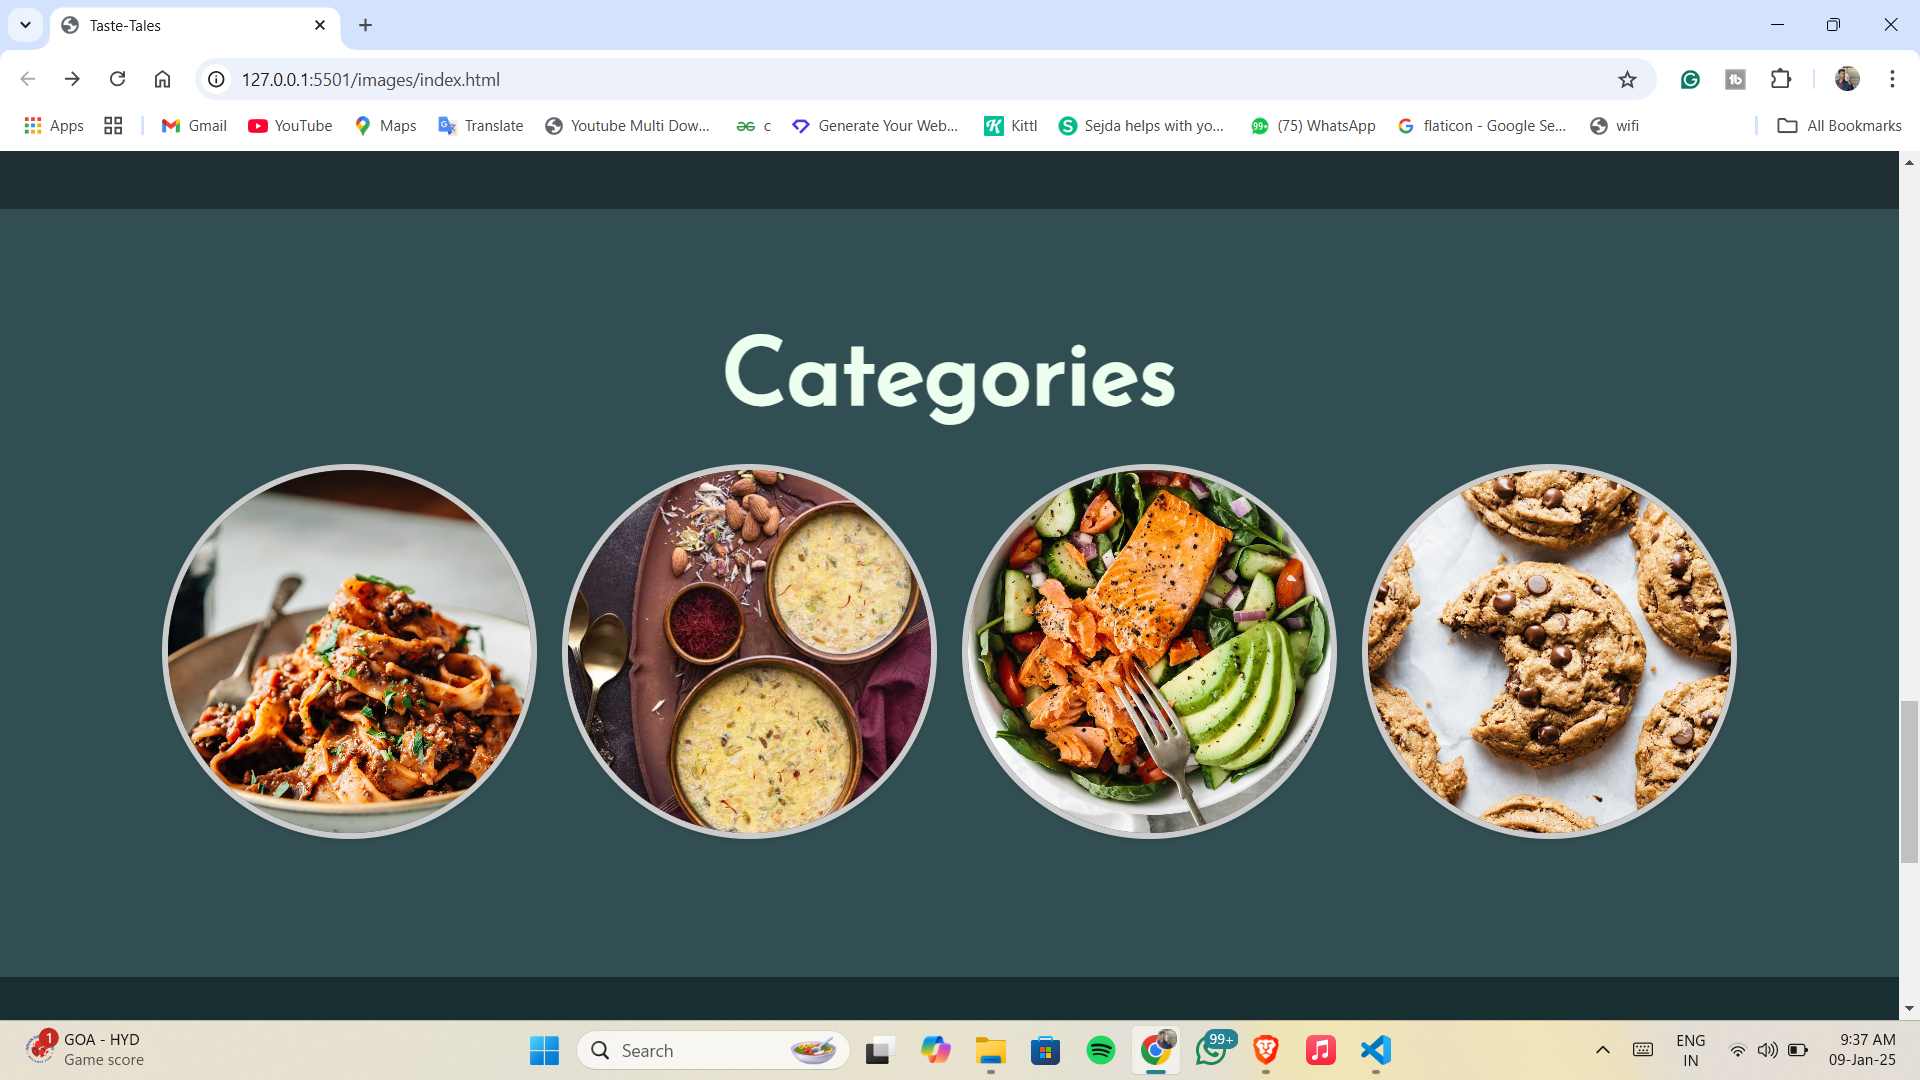 Taste-Tales
127.0.0.1:5501/images/index.html
Apps Gmail YouTube Maps Translate Youtube Multi Dow... c Generate Your Web... Kittl Sejda helps with yo... 99+ (75) WhatsApp flaticon - Google Se... wifi All Bookmarks
Categories
1 GOA - HYD
Game score
Search
99+
ENG
IN
9:37 AM
09-Jan-25